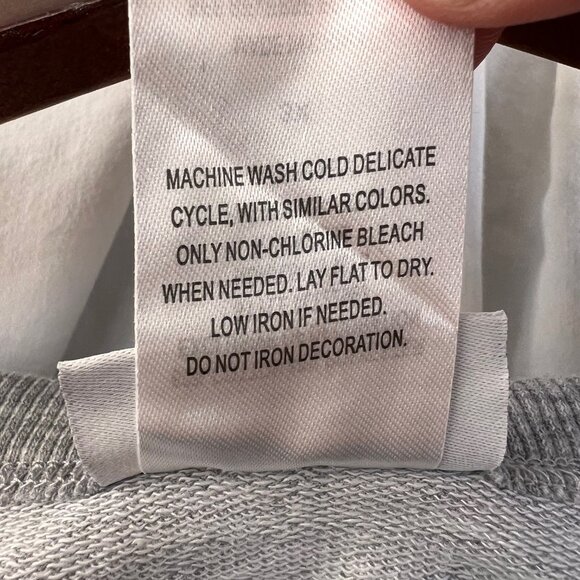 MACHINE WASH COLD DELICATE
CYCLE, WITH SIMILAR COLORS.
ONLY NON-CHLORINE BLEACH
WHEN NEEDED. LAY FLAT TO DRY.
LOW IRON IF NEEDED.
DO NOT IRON DECORATION.